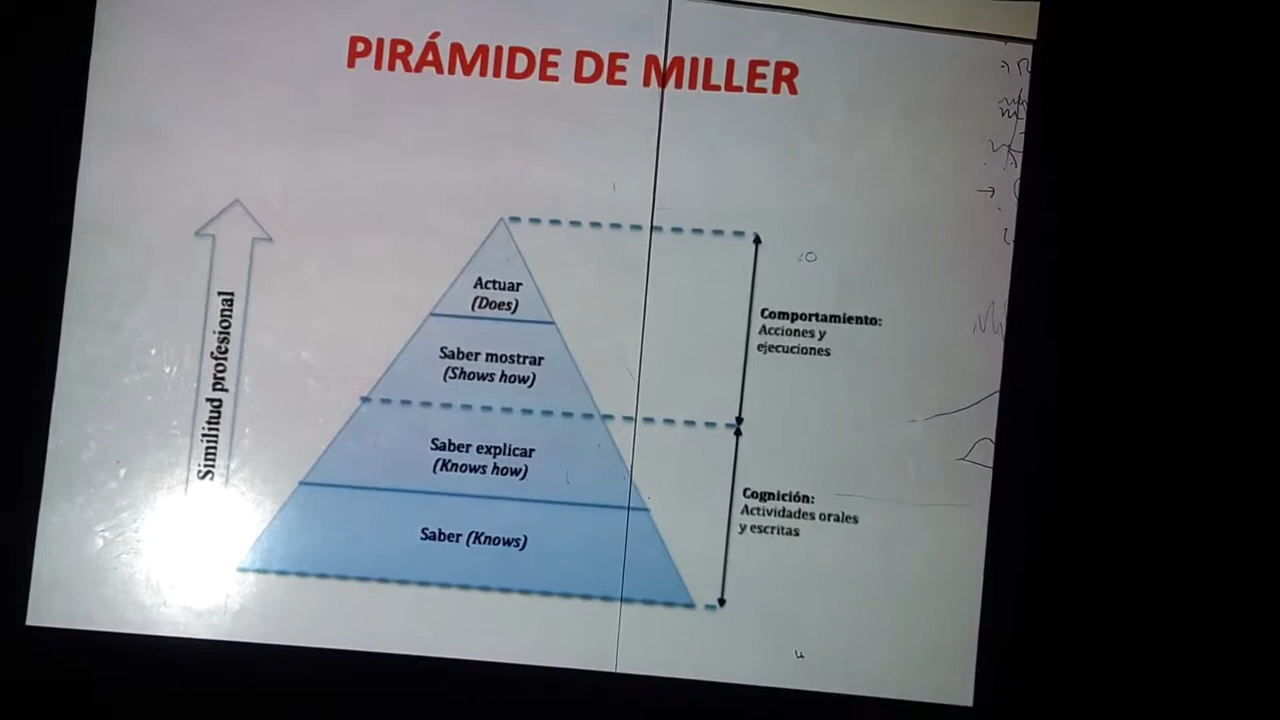 PIRÁMIDE DE MILLER
Similitud profesional
Actuar
(Does)
Saber mostrar
(Shows how)
Saber explicar
(Knows how)
Saber (Knows)
Comportamiento:
Acciones y
ejecuciones
Cognición:
Actividades orales
y escritas